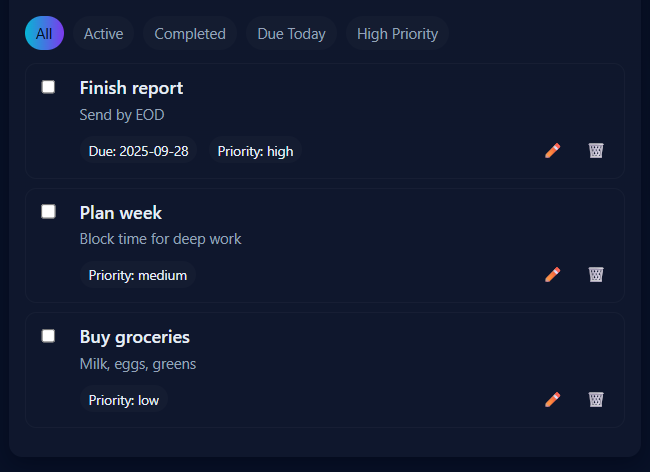 All Active Completed Due Today High Priority
Finish report
Send by EOD
Due: 2025-09-28 Priority: high
Plan week
Block time for deep work
Priority: medium
Buy groceries
Milk, eggs, greens
Priority: low